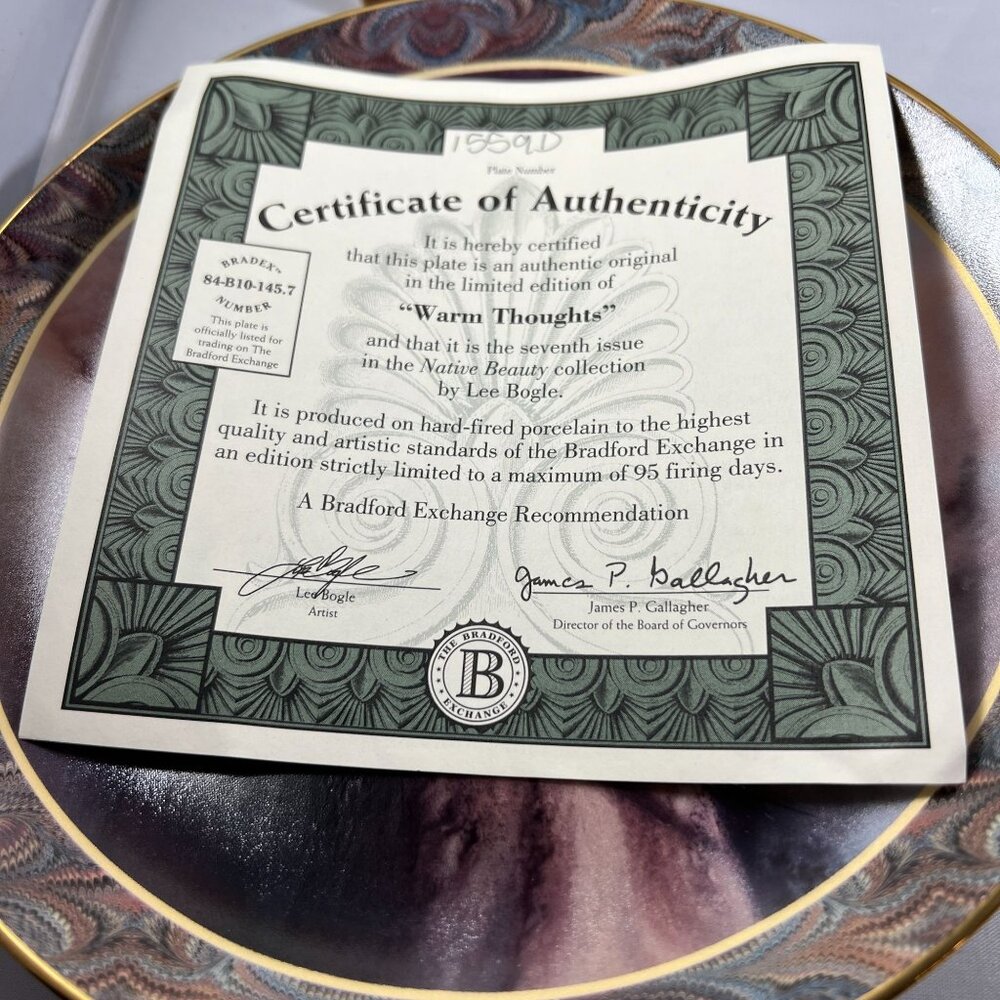 1559D
Plate Number
Certificate of Authenticity
It is hereby certified
that this plate is an authentic original
in the limited edition of
“Warm Thoughts”
and that it is the seventh issue
in the Native Beauty collection
by Lee Bogle.
BRADEX™
84-B10-145.7
NUMBER
This plate is
officially listed for
trading on The
Bradford Exchange
It is produced on hard-fired porcelain to the highest
quality and artistic standards of the Bradford Exchange in
an edition strictly limited to a maximum of 95 firing days.
A Bradford Exchange Recommendation
Lee Bogle
James P. Gallagher
Lee Bogle
Artist
James P. Gallagher
Director of the Board of Governors
THE BRADFORD
B
EXCHANGE